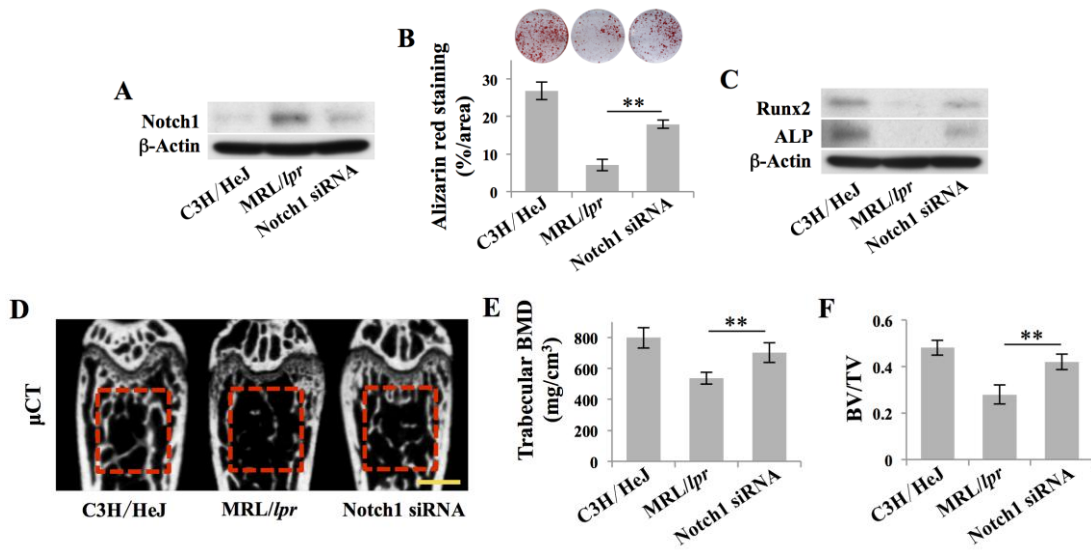 A
Notch1
β-Actin
C3H/HeJ
MRL/lpr
Notch1 siRNA
B
Alizarin red staining
(%/area)
30
20
10
0
**
C3H/HeJ
MRL/lpr
Notch1 siRNA
C
Runx2
ALP
β-Actin
C3H/HeJ
MRL/lpr
Notch1 siRNA
D
μCT
C3H/HeJ
MRL/lpr
Notch1 siRNA
E
Trabecular BMD
(mg/cm³)
800
600
400
200
0
**
C3H/HeJ
MRL/lpr
Notch1 siRNA
F
BV/TV
0.6
0.4
0.2
0
**
C3H/HeJ
MRL/lpr
Notch1 siRNA